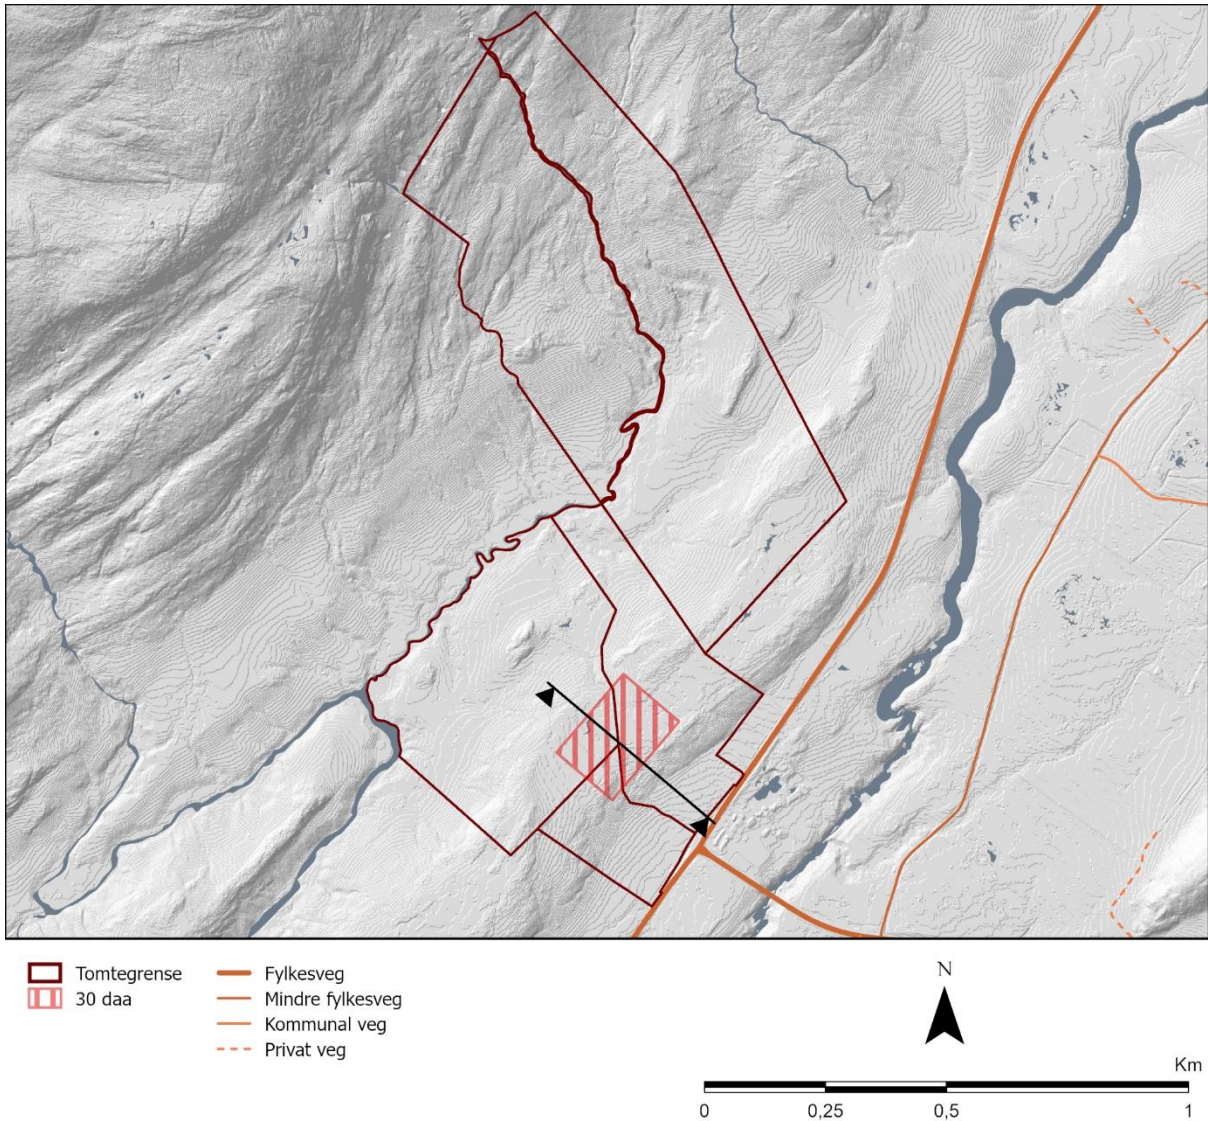 Tomtegrense
30 daa
Fylkesveg
Mindre fylkesveg
Kommunal veg
Privat veg
N
Km
0 0,25 0,5 1